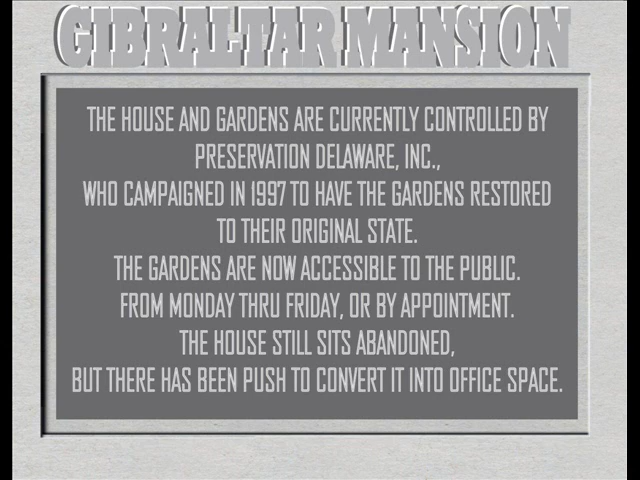 GIBRALTAR MANSION
THE HOUSE AND GARDENS ARE CURRENTLY CONTROLLED BY
PRESERVATION DELAWARE, INC.,
WHO CAMPAIGNED IN 1997 TO HAVE THE GARDENS RESTORED
TO THEIR ORIGINAL STATE.
THE GARDENS ARE NOW ACCESSIBLE TO THE PUBLIC.
FROM MONDAY THRU FRIDAY, OR BY APPOINTMENT.
THE HOUSE STILL SITS ABANDONED,
BUT THERE HAS BEEN PUSH TO CONVERT IT INTO OFFICE SPACE.